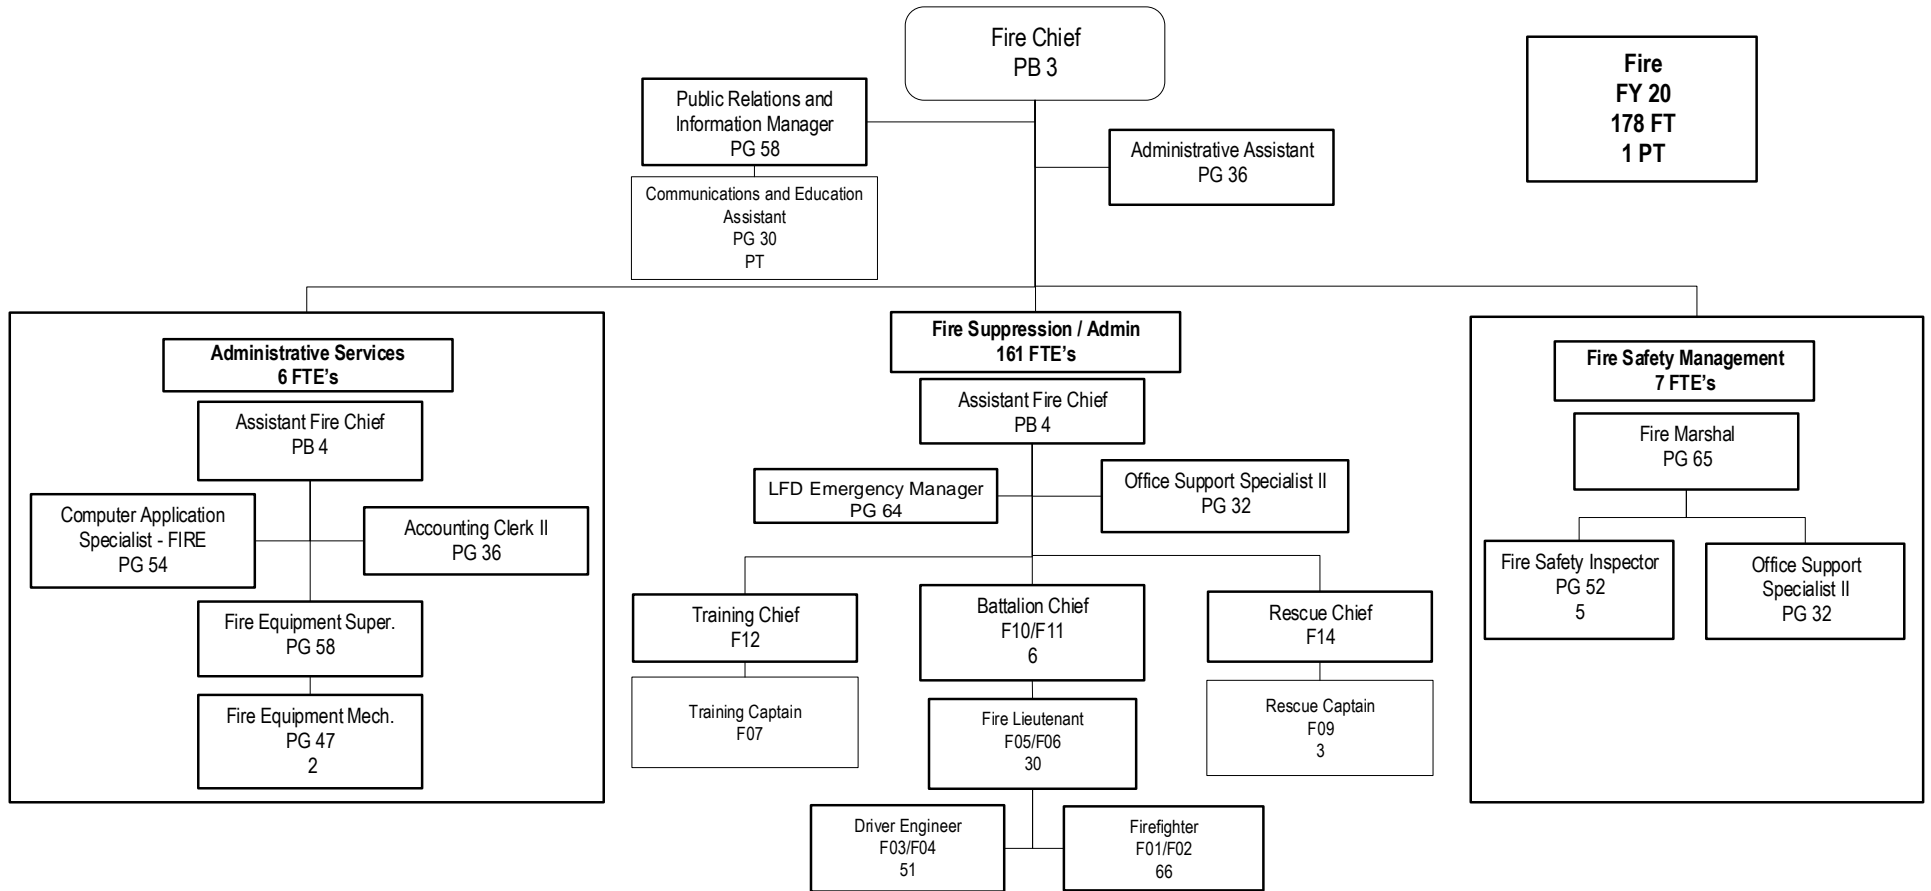 Fire Chief
PB 3
Fire
FY 20
178 FT
1 PT
Public Relations and
Information Manager
PG 58
Administrative Assistant
PG 36
Communications and Education
Assistant
PG 30
PT
Administrative Services
6 FTE's
Assistant Fire Chief
PB 4
Computer Application
Specialist - FIRE
PG 54
Accounting Clerk II
PG 36
Fire Equipment Super.
PG 58
Fire Equipment Mech.
PG 47
2
Fire Suppression / Admin
161 FTE's
Assistant Fire Chief
PB 4
LFD Emergency Manager
PG 64
Office Support Specialist II
PG 32
Training Chief
F12
Training Captain
F07
Battalion Chief
F10/F11
6
Fire Lieutenant
F05/F06
30
Driver Engineer
F03/F04
51
Firefighter
F01/F02
66
Rescue Chief
F14
Rescue Captain
F09
3
Fire Safety Management
7 FTE's
Fire Marshal
PG 65
Fire Safety Inspector
PG 52
5
Office Support
Specialist II
PG 32